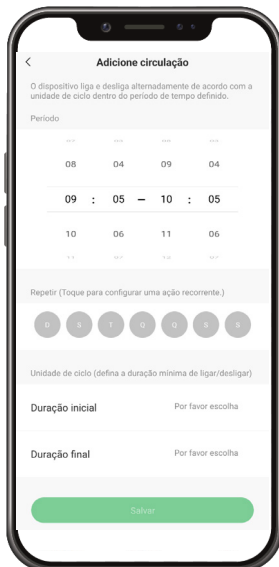 Adicione circulação
O dispositivo liga e desliga alternadamente de acordo com a
unidade de ciclo dentro do período de tempo definido.
Período
08 04 09 04
09 : 05 – 10 : 05
10 06 11 06
Repetir (Toque para configurar uma ação recorrente.)
D S T Q Q S S
Unidade de ciclo (defina a duração mínima de ligar/desligar)
Duração inicial Por favor escolha
Duração final Por favor escolha
Salvar